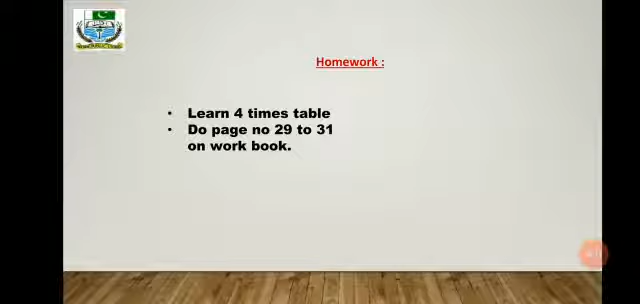 Homework :
• Learn 4 times table
• Do page no 29 to 31
on work book.